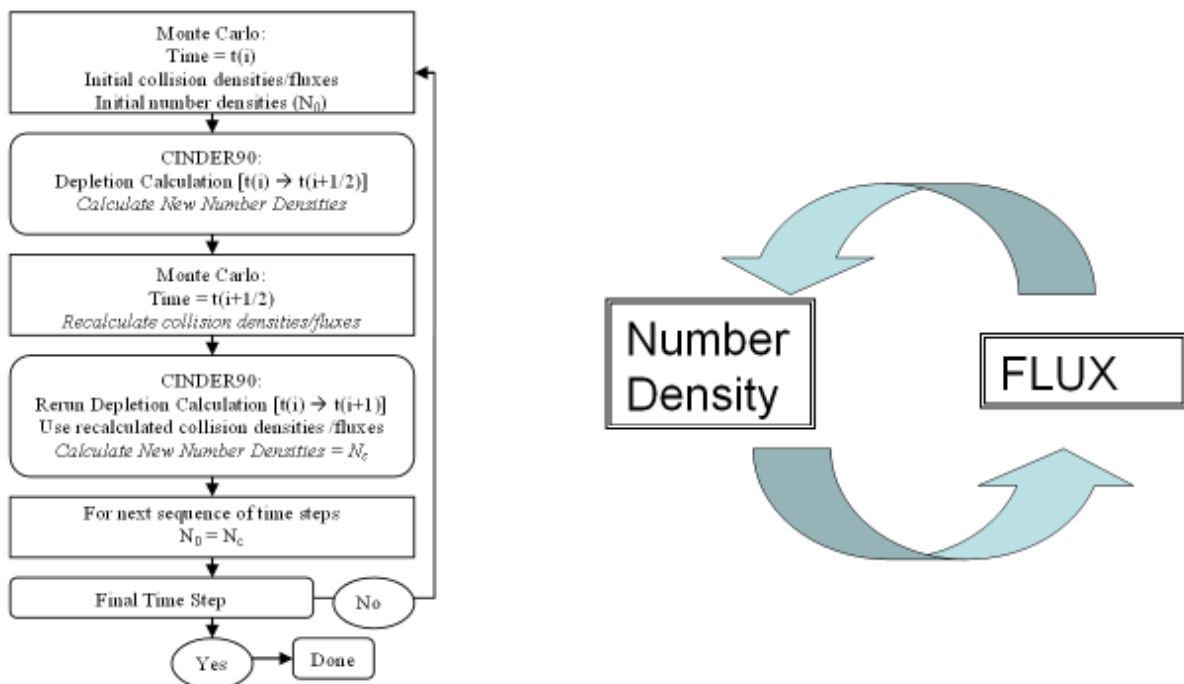 Monte Carlo:
Time = t(i)
Initial collision densities/fluxes
Initial number densities (N₀)
CINDER90:
Depletion Calculation [t(i) → t(i+1/2)]
Calculate New Number Densities
Monte Carlo:
Time = t(i+1/2)
Recalculate collision densities/fluxes
CINDER90:
Rerun Depletion Calculation [t(i) → t(i+1)]
Use recalculated collision densities /fluxes
Calculate New Number Densities = N_c
For next sequence of time steps
N₀ = N_c
Final Time Step
No
Yes
Done
Number
Density
FLUX